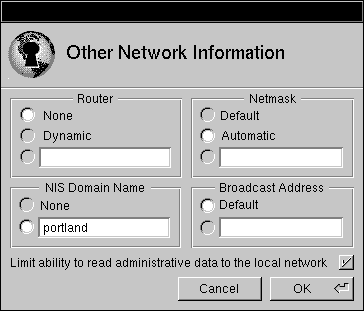 Other Network Information
Router
None
Dynamic
Netmask
Default
Automatic
NIS Domain Name
None
portland
Broadcast Address
Default
Limit ability to read administrative data to the local network
Cancel
OK